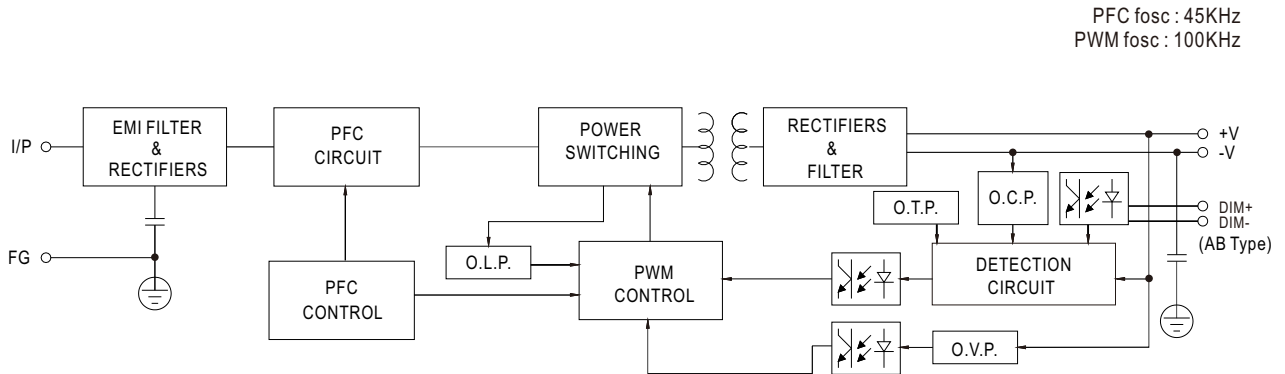 PFC fosc : 45KHz
PWM fosc : 100KHz
I/P
EMI FILTER
&
RECTIFIERS
PFC
CIRCUIT
POWER
SWITCHING
RECTIFIERS
&
FILTER
+V
-V
O.T.P.
O.C.P.
DIM+
DIM-
(AB Type)
FG
O.L.P.
PFC
CONTROL
PWM
CONTROL
DETECTION
CIRCUIT
O.V.P.